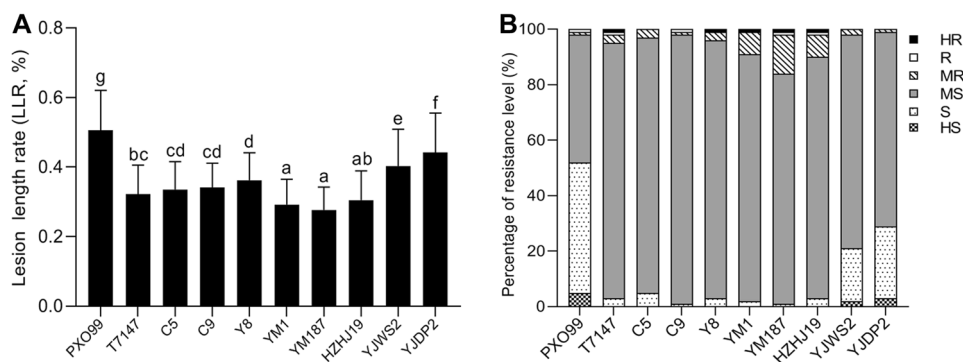 A
Lesion length rate (LLR, %)
0.8
0.6
0.4
0.2
0.0
g
bc
cd
cd
d
a
a
ab
e
f
PXO99
T7147
C5
C9
Y8
YM1
YM187
HZHJ19
YJWS2
YJDP2
B
Percentage of resistance level (%)
100
80
60
40
20
0
PXO99
T7147
C5
C9
Y8
YM1
YM187
HZHJ19
YJWS2
YJDP2
HR
R
MR
MS
S
HS